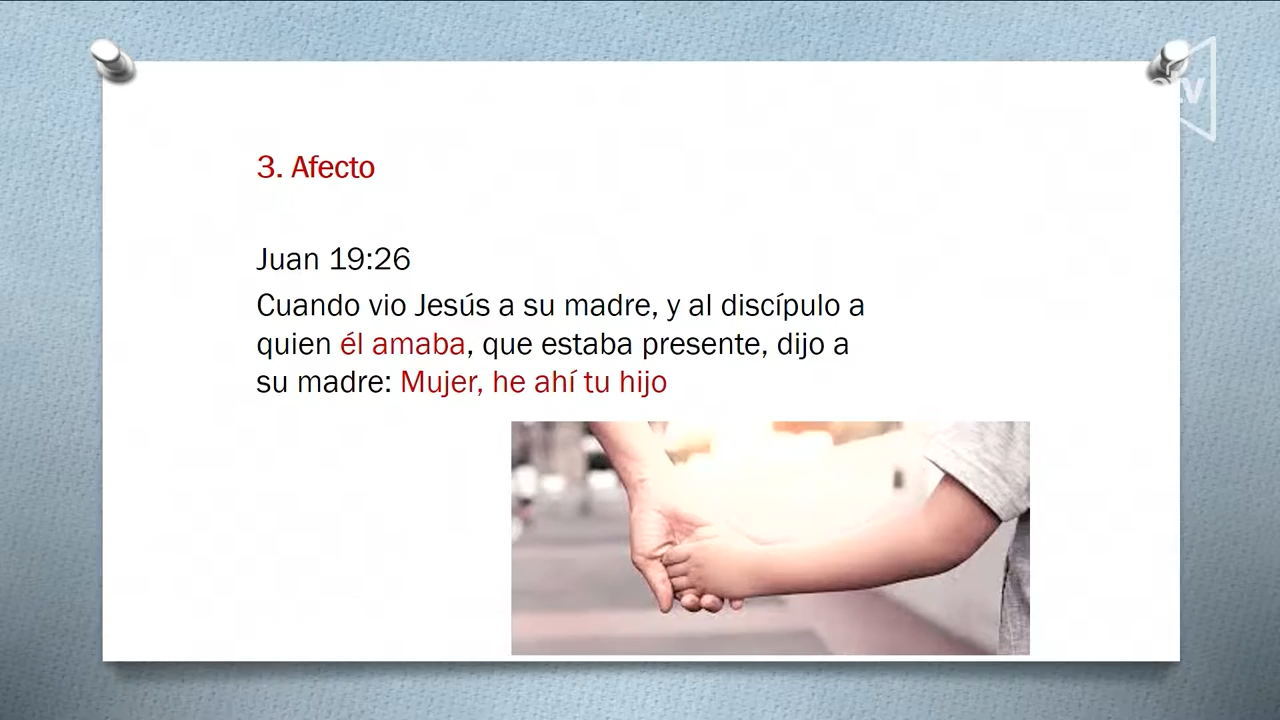 3. Afecto
Juan 19:26
Cuando vio Jesús a su madre, y al discípulo a
quien él amaba, que estaba presente, dijo a
su madre: Mujer, he ahí tu hijo